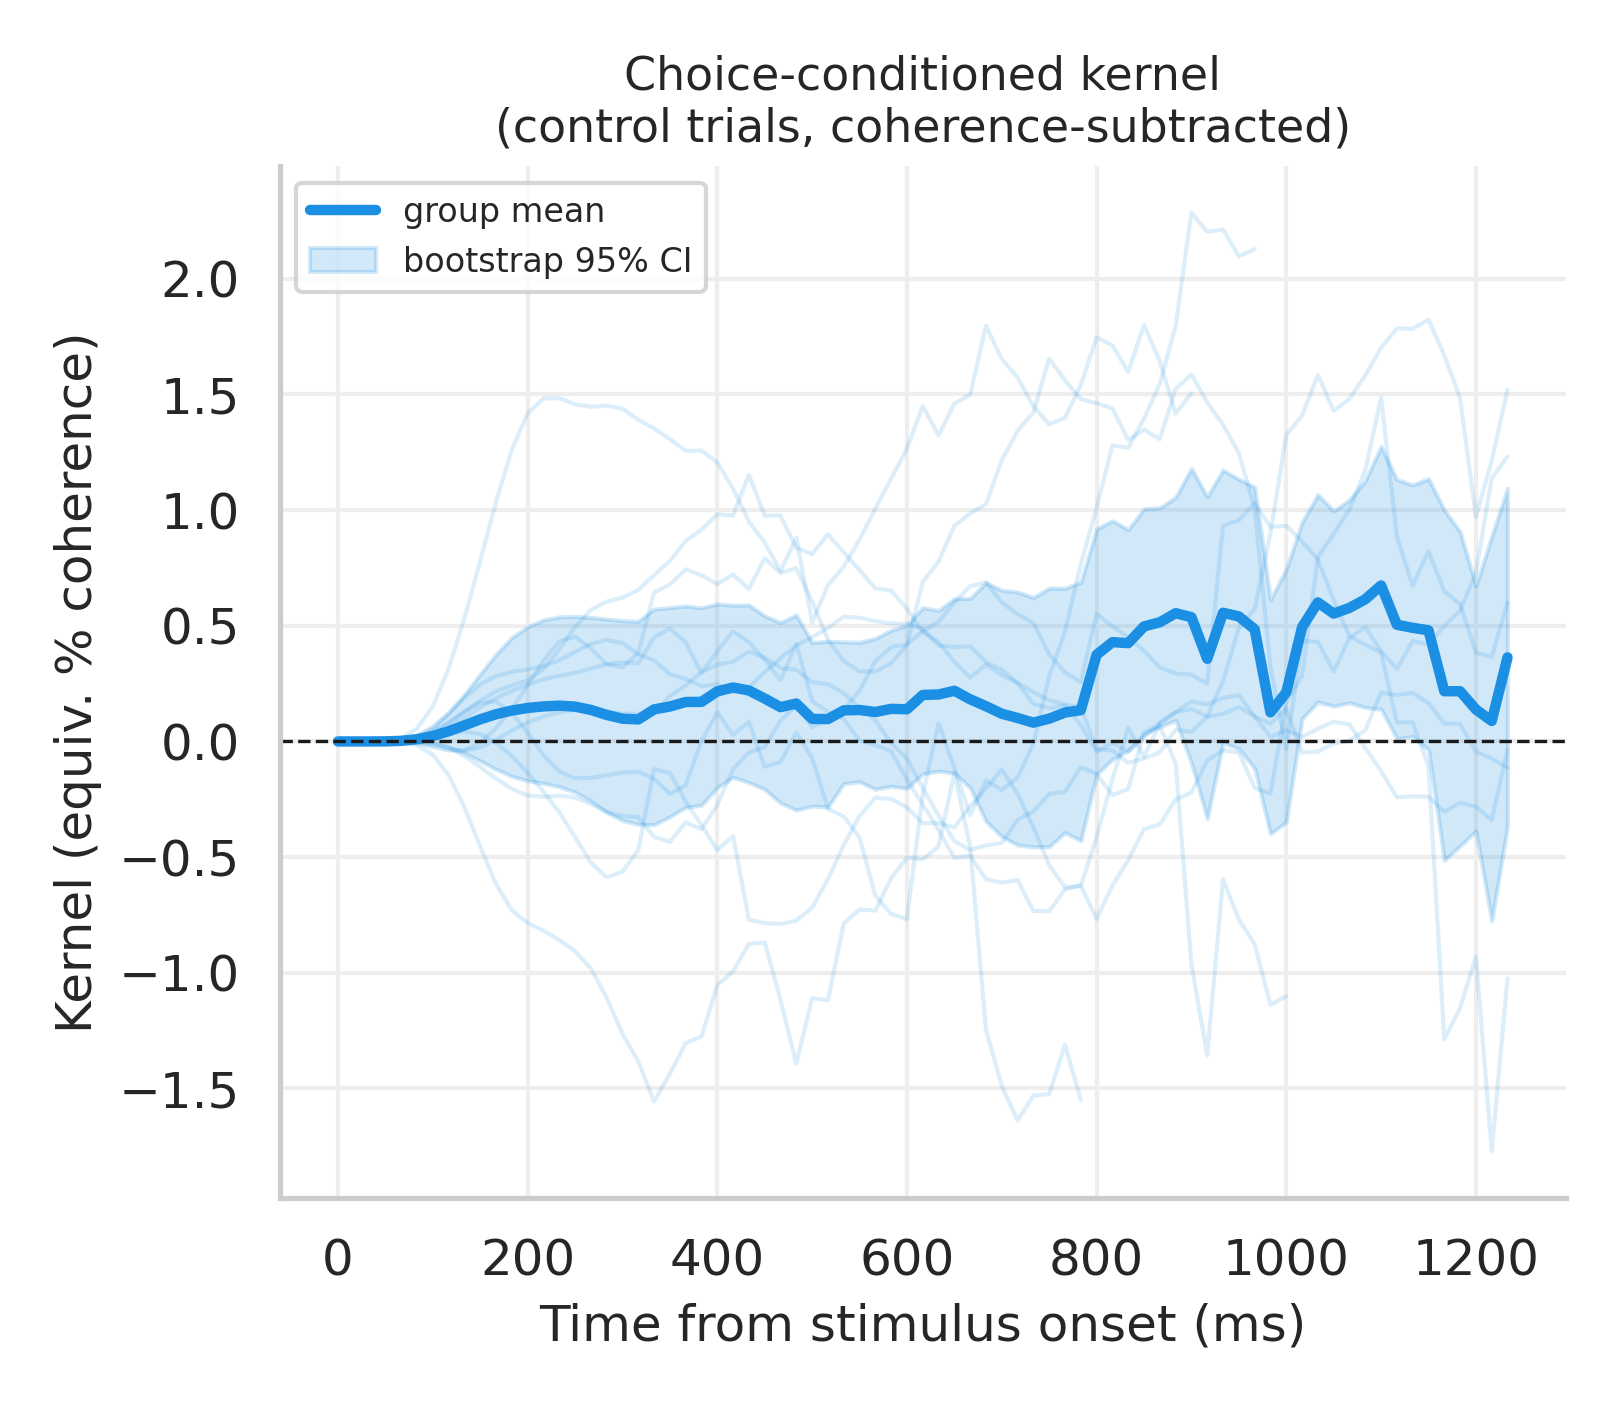 Choice-conditioned kernel
(control trials, coherence-subtracted)
group mean
bootstrap 95% CI
Kernel (equiv. % coherence)
2.0
1.5
1.0
0.5
0.0
−0.5
−1.0
−1.5
0 200 400 600 800 1000 1200
Time from stimulus onset (ms)